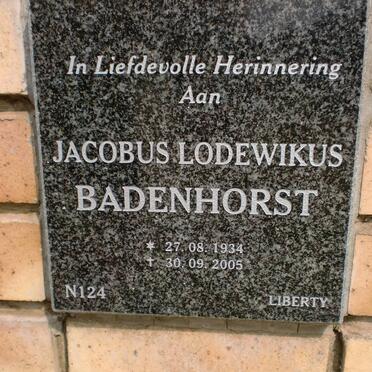 In Liefdevolle Herinnering
Aan
JACOBUS LODEWIKUS
BADENHORST
* 27. 08. 1934
† 30. 09. 2005
N124 LIBERTY